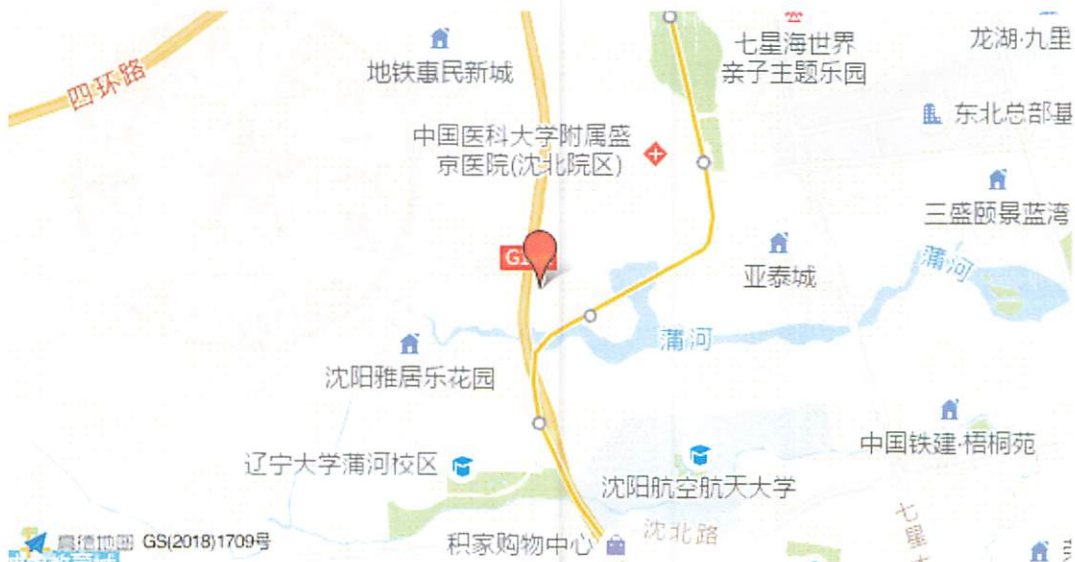 四环路
地铁惠民新城
七星海世界
亲子主题乐园
龙湖·九里
东北总部基
中国医科大学附属盛
京医院(沈北院区)
三盛颐景蓝湾
亚泰城
蒲河
蒲河
沈阳雅居乐花园
中国铁建·梧桐苑
辽宁大学蒲河校区
沈阳航空航天大学
沈北路
七星
积家购物中心
高德地图 GS(2018)1709号